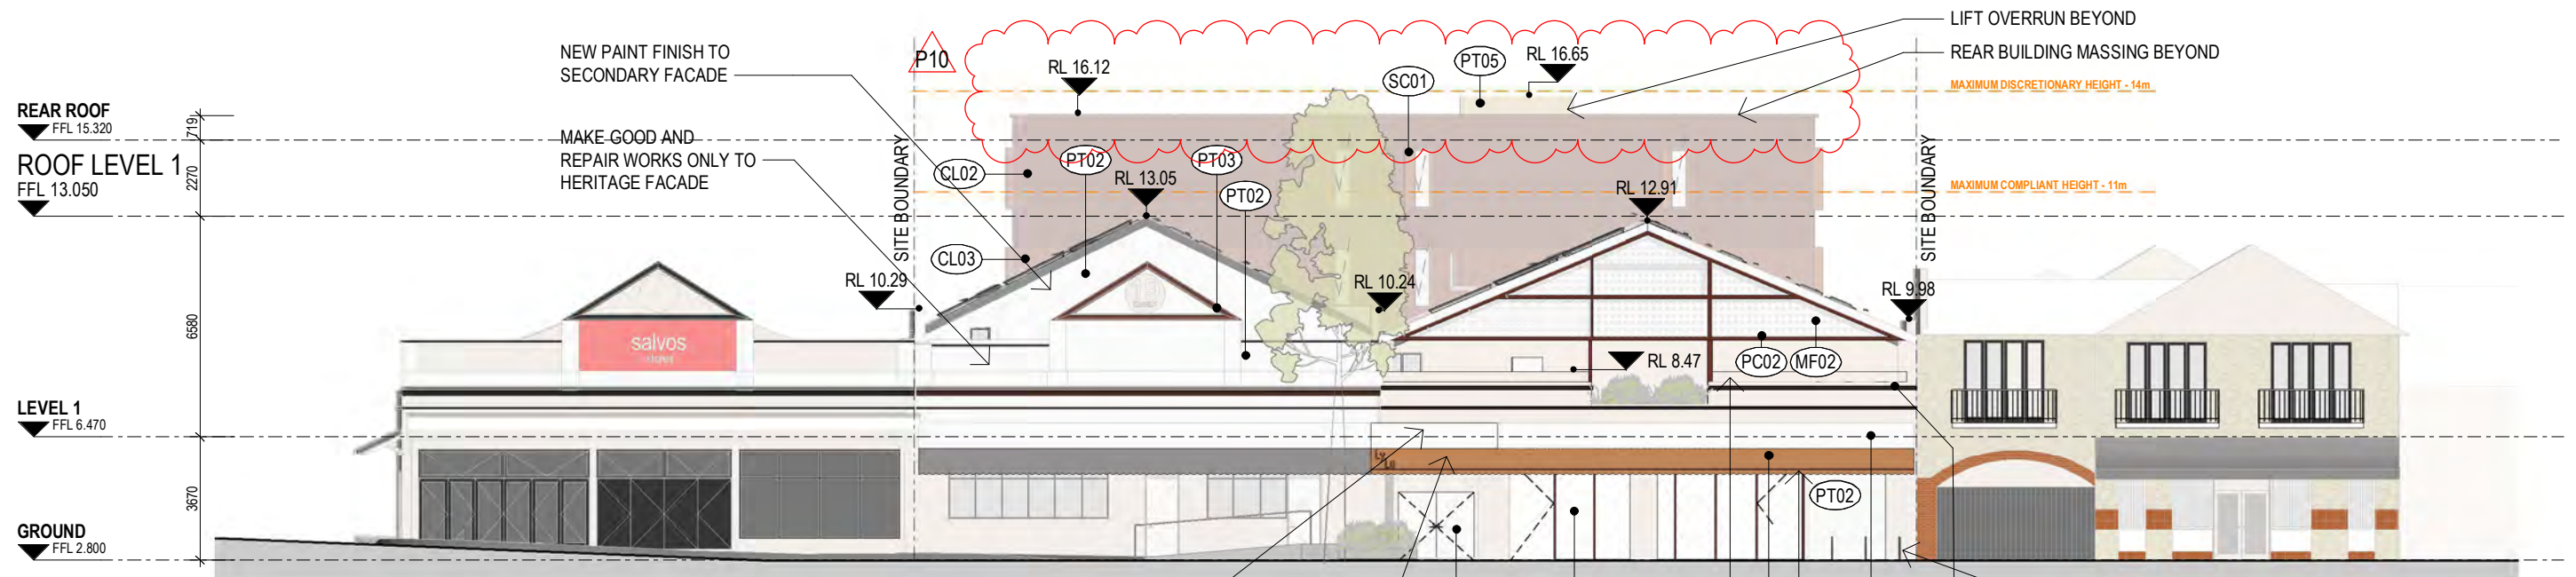 LIFT OVERRUN BEYOND
REAR BUILDING MASSING BEYOND
NEW PAINT FINISH TO
SECONDARY FACADE
P10
RL 16.12
PT05
RL 16.65
SC01
MAXIMUM DISCRETIONARY HEIGHT - 14m
REAR ROOF
FFL 15.320
719
MAKE GOOD AND
REPAIR WORKS ONLY TO
HERITAGE FACADE
SITE BOUNDARY
SITE BOUNDARY
ROOF LEVEL 1
FFL 13.050
2270
CL02
PT02
PT03
RL 13.05
PT02
RL 12.91
MAXIMUM COMPLIANT HEIGHT - 11m
CL03
RL 10.29
RL 10.24
RL 9.98
6580
salvos
RL 8.47
PC02
MF02
LEVEL 1
FFL 6.470
3670
PT02
GROUND
FFL 2.800